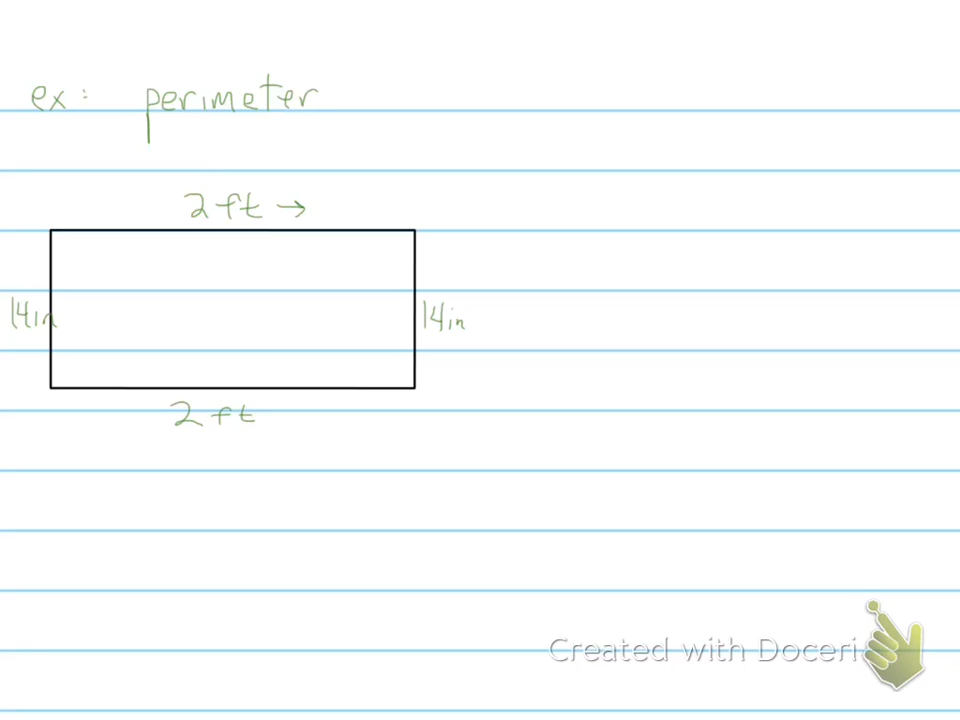 ex: perimeter
2 ft →
14in 14in
2 ft
Created with Doceri